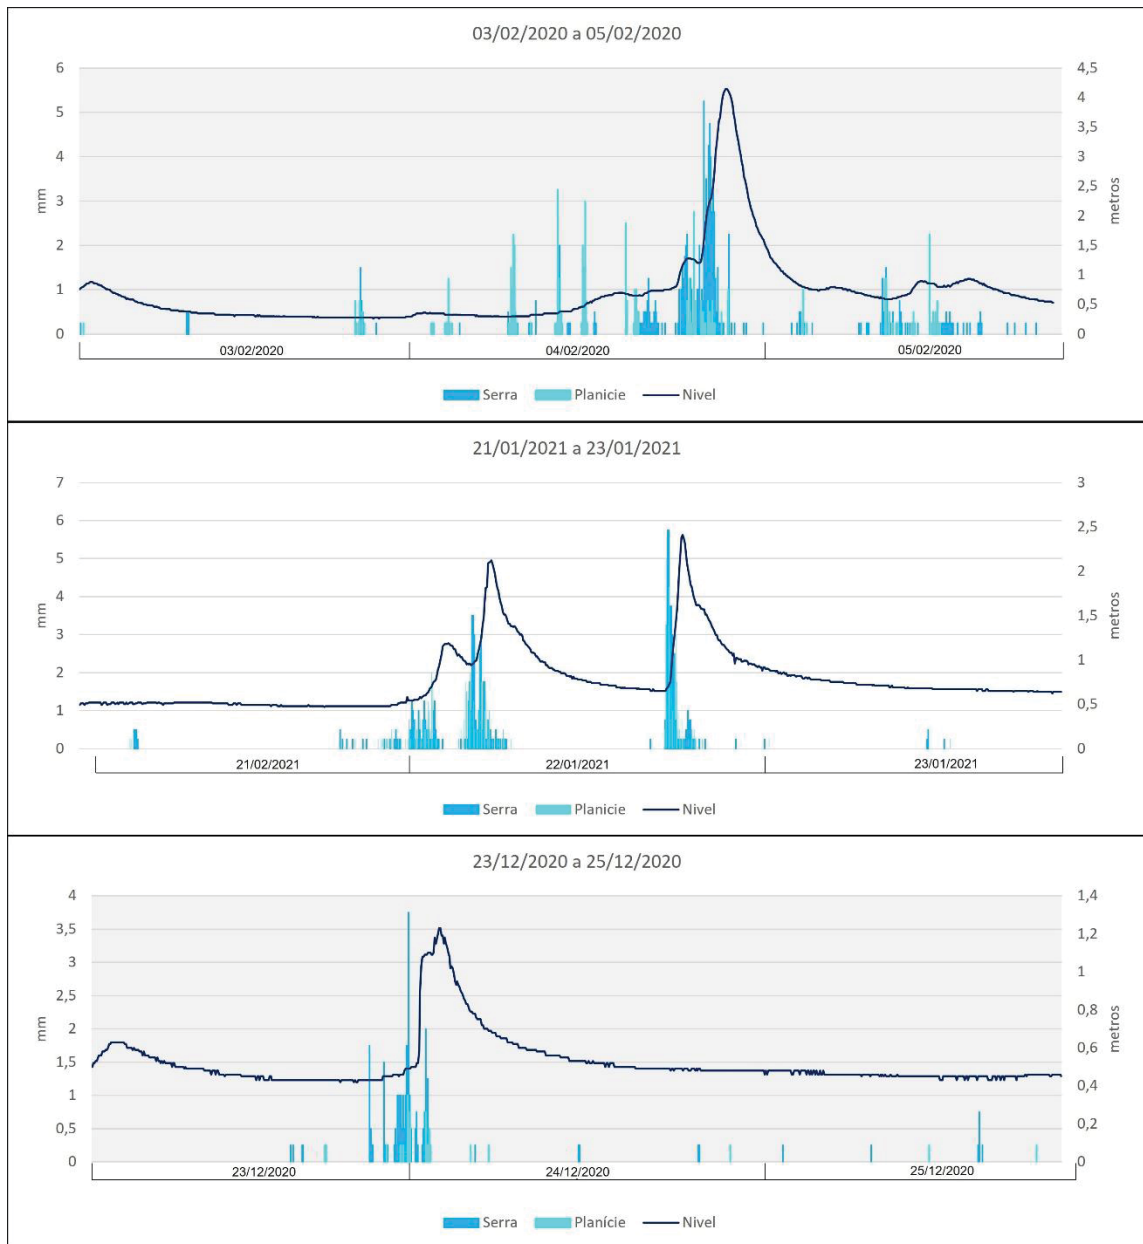 03/02/2020 a 05/02/2020
6 4,5
5 4
4 3,5
3 3
2 2,5
1 2
0 1,5
1
0,5
0
mm metros
03/02/2020 04/02/2020 05/02/2020
Serra Planicie Nivel
21/01/2021 a 23/01/2021
7 3
6 2,5
5 2
4 1,5
3 1
2 0,5
1 0
0
mm metros
21/02/2021 22/01/2021 23/01/2021
Serra Planicie Nivel
23/12/2020 a 25/12/2020
4 1,4
3,5 1,2
3 1
2,5 0,8
2 0,6
1,5 0,4
1 0,2
0,5 0
0
mm metros
23/12/2020 24/12/2020 25/12/2020
Serra Planície Nivel